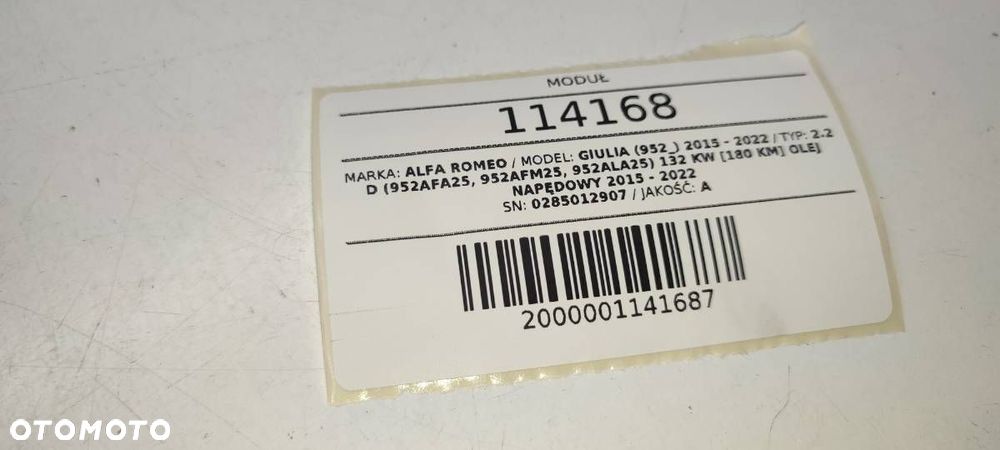 MODUŁ
114168
MARKA: ALFA ROMEO / MODEL: GIULIA (952_) 2015 - 2022 / TYP: 2.2
D (952AFA25, 952AFM25, 952ALA25) 132 KW [180 KM] OLEJ
NAPĘDOWY 2015 - 2022
SN: 0285012907 / JAKOŚĆ: A
2000001141687
OTOMOTO